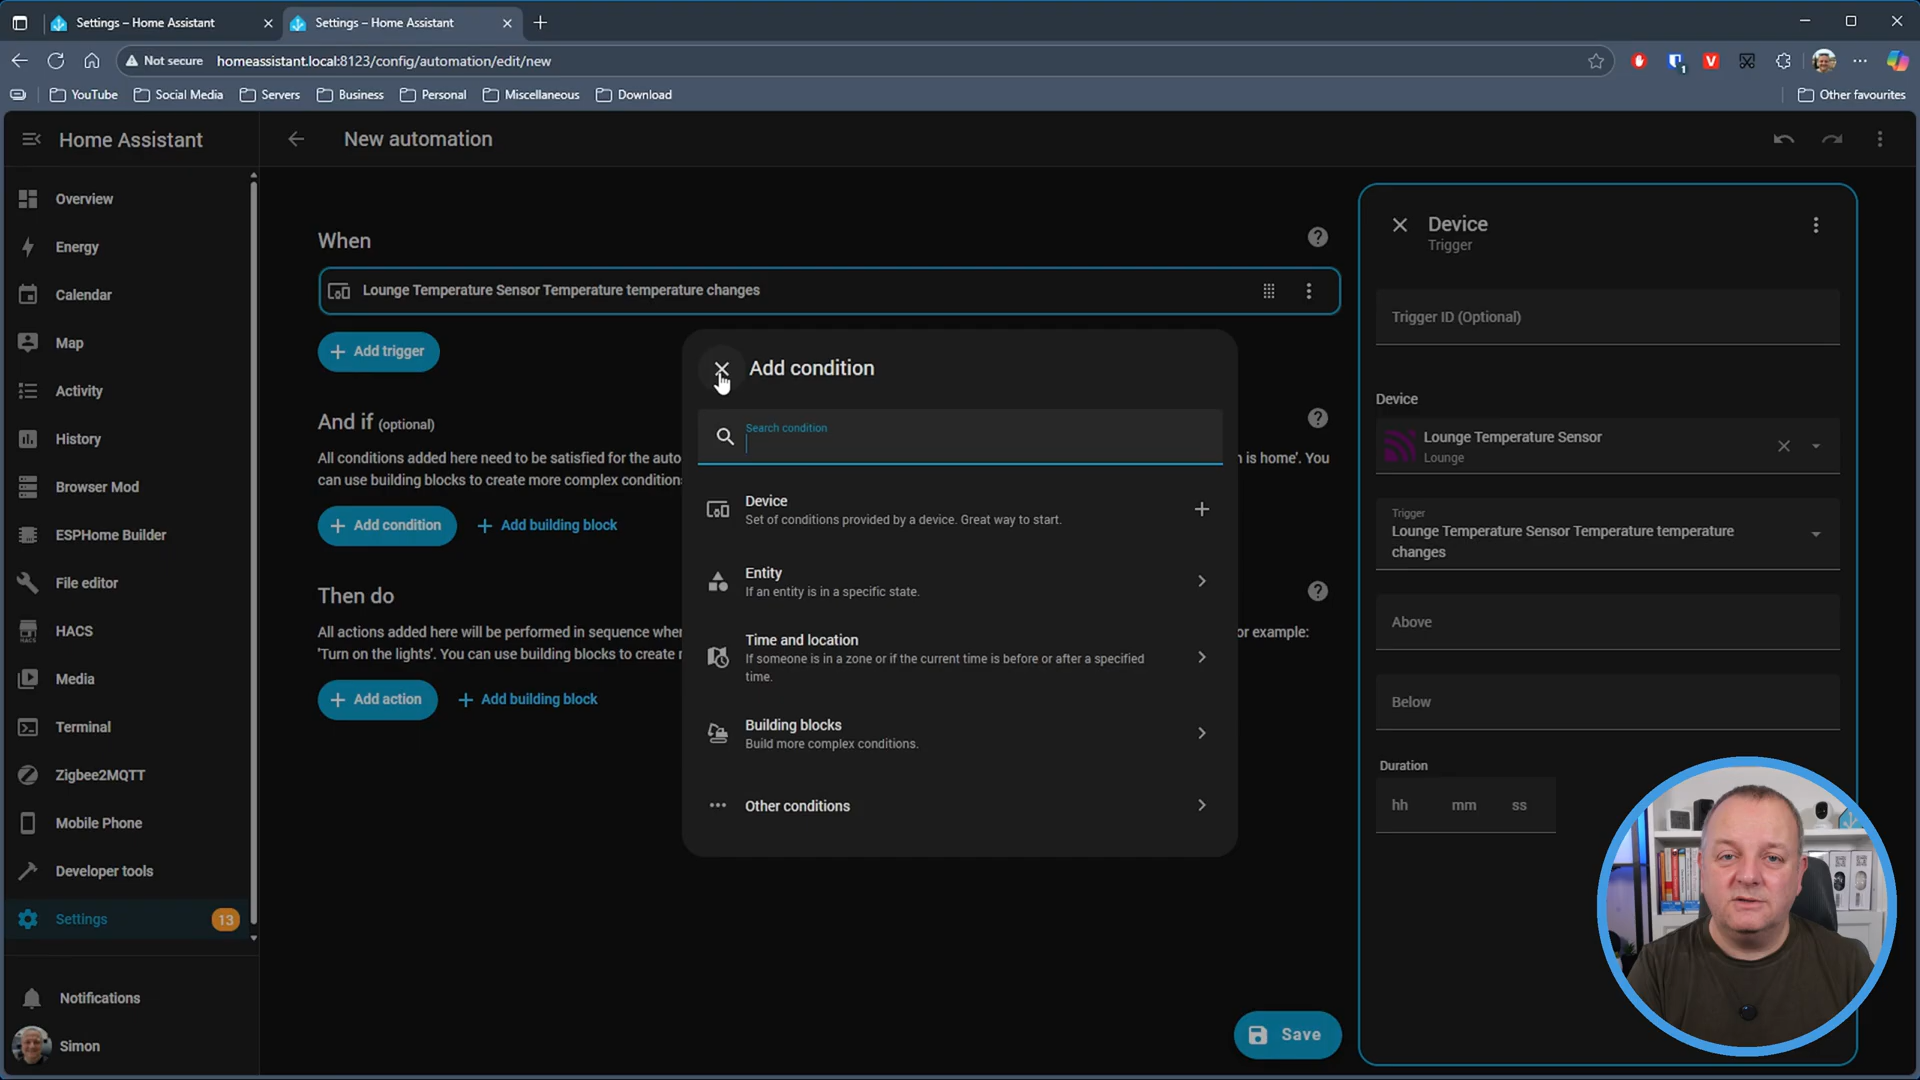 Settings – Home Assistant
Settings – Home Assistant
Not secure
homeassistant.local:8123/config/automation/edit/new
1
V
YouTube
Social Media
Servers
Business
Personal
Miscellaneous
Download
Other favourites
Home Assistant
New automation
Overview
Energy
Calendar
Map
Activity
History
Browser Mod
ESPHome Builder
File editor
HACS
HACS
Media
Terminal
Zigbee2MQTT
Mobile Phone
Developer tools
Settings
13
Notifications
Simon
When
Lounge Temperature Sensor Temperature temperature changes
Add trigger
And if (optional)
All conditions added here need to be satisfied for the auto
n is home'. You
can use building blocks to create more complex condition
Add condition
Add building block
Then do
All actions added here will be performed in sequence whe
or example:
'Turn on the lights'. You can use building blocks to create
Add action
Add building block
Add condition
Search condition
Device
Set of conditions provided by a device. Great way to start.
Entity
If an entity is in a specific state.
Time and location
If someone is in a zone or if the current time is before or after a specified
time.
Building blocks
Build more complex conditions.
Other conditions
Save
Device
Trigger
Trigger ID (Optional)
Device
Lounge Temperature Sensor
Lounge
Trigger
Lounge Temperature Sensor Temperature temperature
changes
Above
Below
Duration
hh
mm
ss